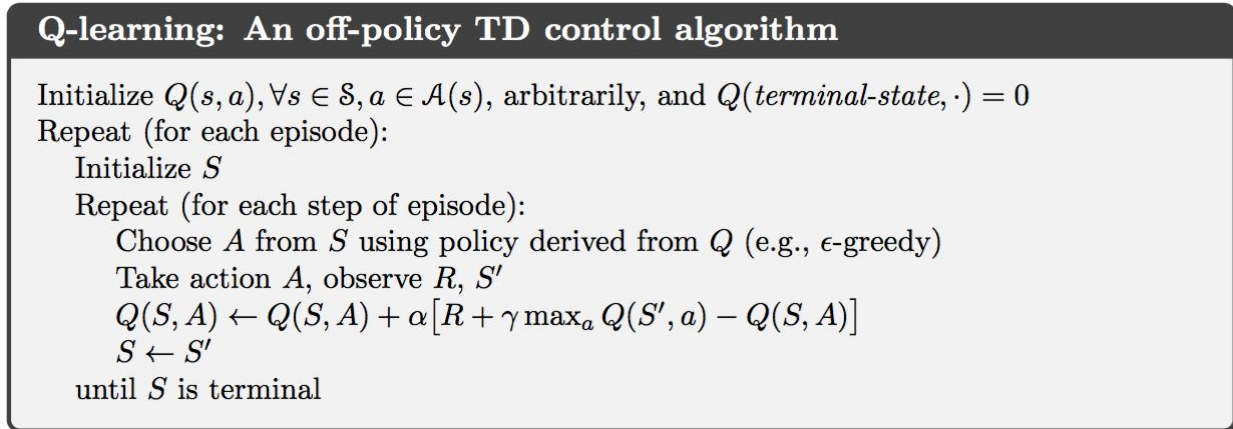 Q-learning: An off-policy TD control algorithm
Initialize Q(s, a), ∀s ∈ 𝒮, a ∈ 𝒜(s), arbitrarily, and Q(terminal-state, ·) = 0
Repeat (for each episode):
Initialize S
Repeat (for each step of episode):
Choose A from S using policy derived from Q (e.g., ϵ-greedy)
Take action A, observe R, S′
Q(S, A) ← Q(S, A) + α[R + γ maxₐ Q(S′, a) − Q(S, A)]
S ← S′
until S is terminal